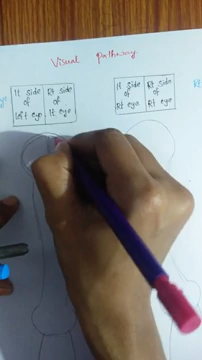 Visual pathway
lt side of left eye
Rt side of lt eye
lt side of Rt eye
Rt. side of Rt eye